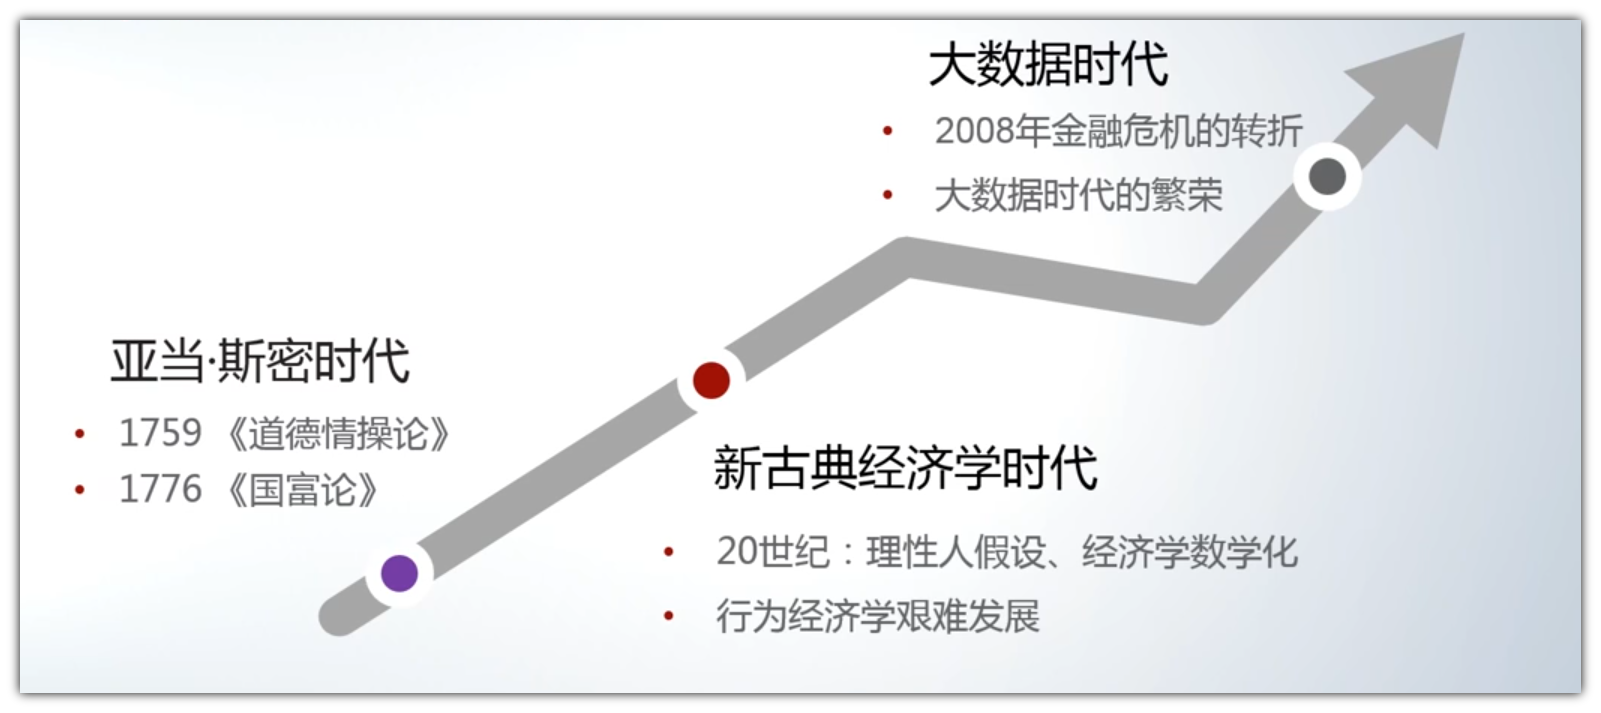 大数据时代
• 2008年金融危机的转折
• 大数据时代的繁荣
亚当·斯密时代
• 1759 《道德情操论》
• 1776 《国富论》
新古典经济学时代
• 20世纪：理性人假设、经济学数学化
• 行为经济学艰难发展